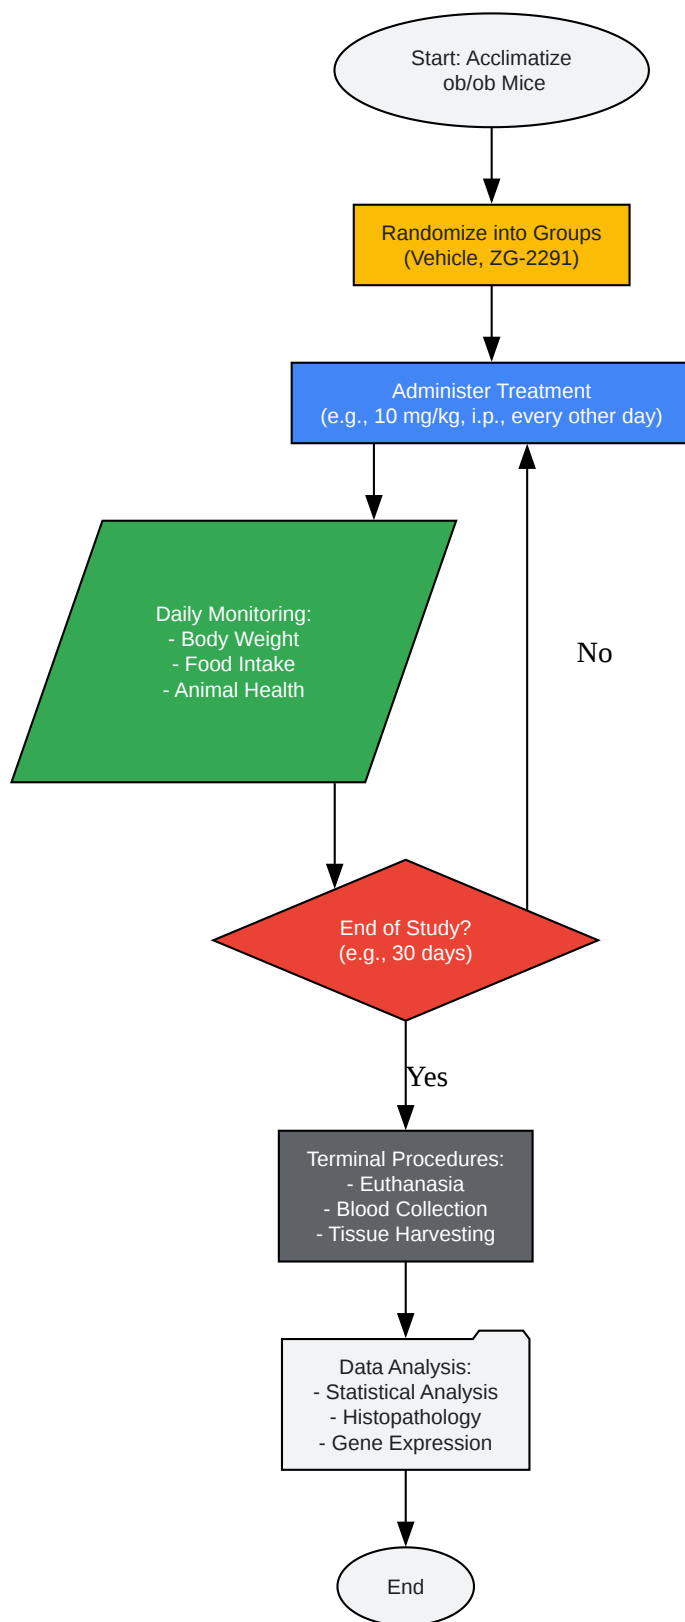 Start: Acclimatize
ob/ob Mice
Randomize into Groups
(Vehicle, ZG-2291)
Administer Treatment
(e.g., 10 mg/kg, i.p., every other day)
Daily Monitoring:
- Body Weight
- Food Intake
- Animal Health
No
End of Study?
(e.g., 30 days)
Yes
Terminal Procedures:
- Euthanasia
- Blood Collection
- Tissue Harvesting
Data Analysis:
- Statistical Analysis
- Histopathology
- Gene Expression
End